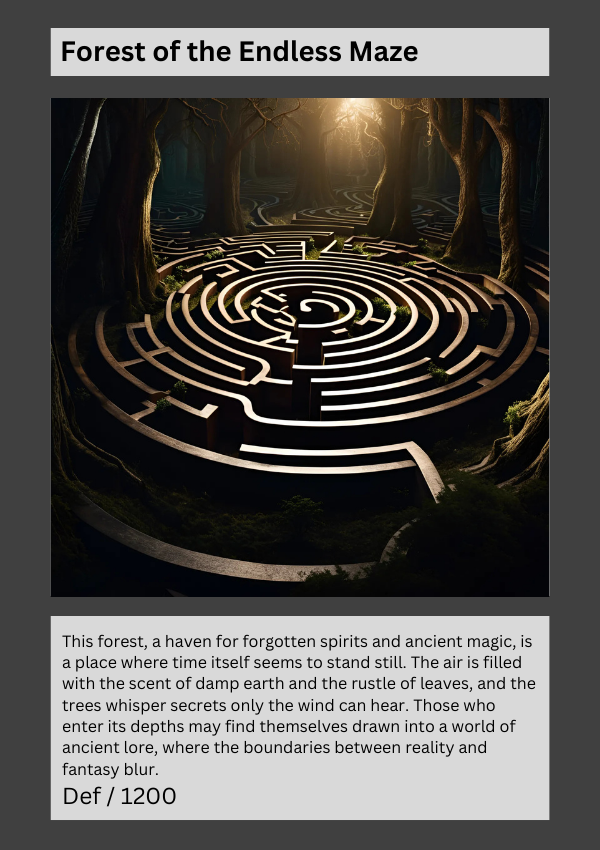 Forest of the Endless Maze
This forest, a haven for forgotten spirits and ancient magic, is
a place where time itself seems to stand still. The air is filled
with the scent of damp earth and the rustle of leaves, and the
trees whisper secrets only the wind can hear. Those who
enter its depths may find themselves drawn into a world of
ancient lore, where the boundaries between reality and
fantasy blur.
Def / 1200